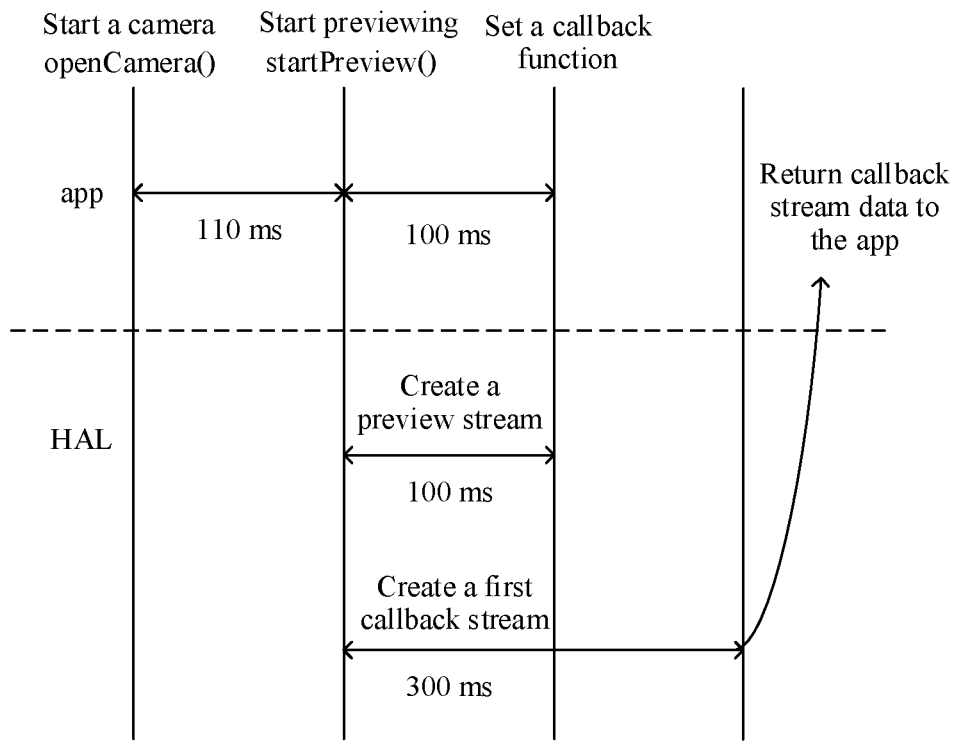 Start a camera
openCamera()
Start previewing
startPreview()
Set a callback
function
app
110 ms
100 ms
Return callback
stream data to
the app
HAL
Create a
preview stream
100 ms
Create a first
callback stream
300 ms